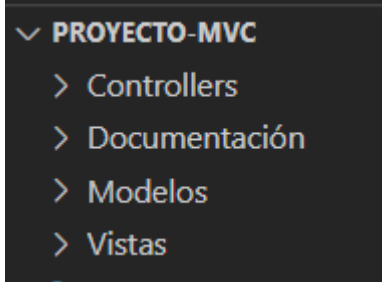 PROYECTO-MVC
Controllers
Documentación
Modelos
Vistas